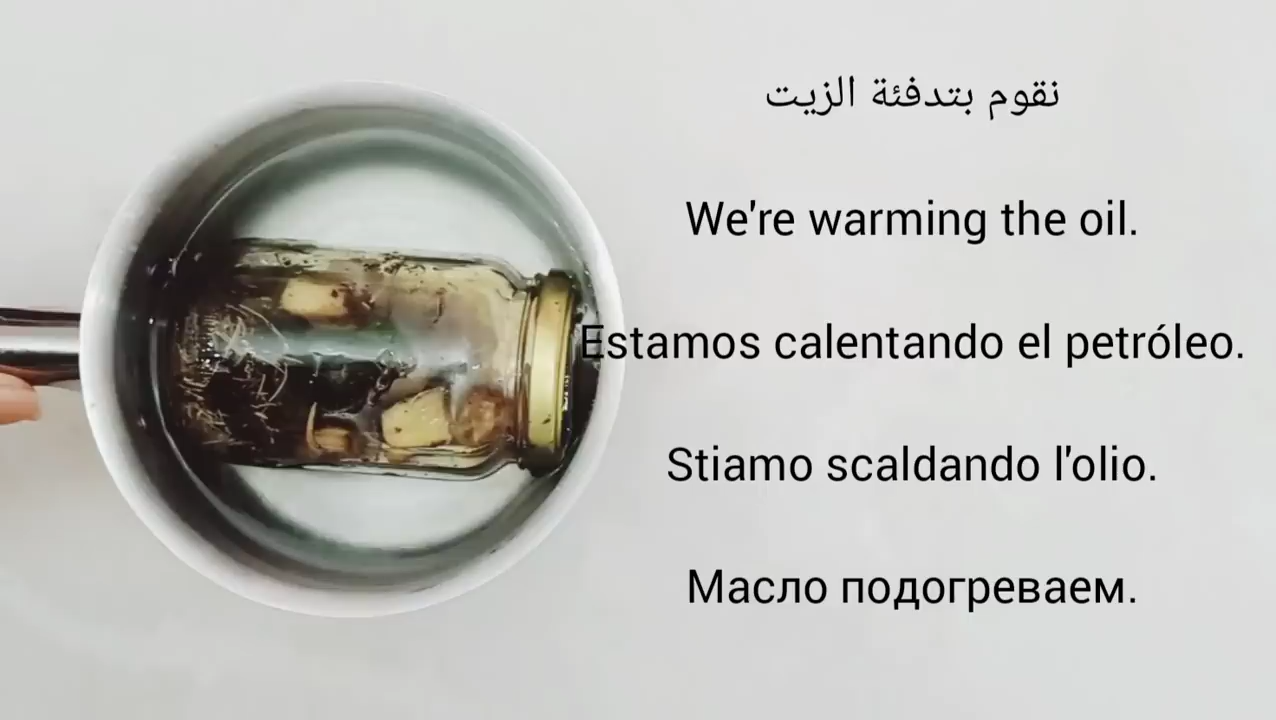 نقوم بتدفئة الزيت
We're warming the oil.
Estamos calentando el petróleo.
Stiamo scaldando l'olio.
Масло подогреваем.